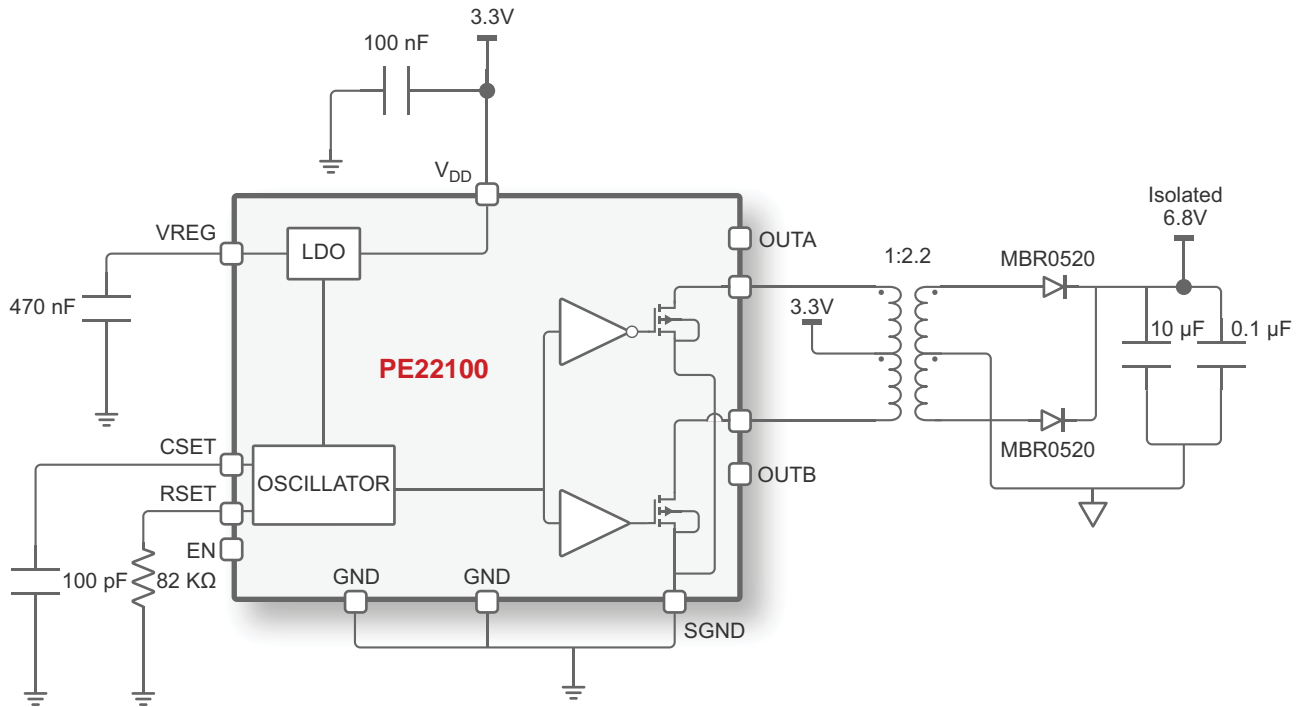 3.3V
100 nF
VDD
VREG
LDO
470 nF
OUTA
1:2.2
MBR0520
Isolated
6.8V
3.3V
10 µF
0.1 µF
PE22100
CSET
OSCILLATOR
RSET
MBR0520
OUTB
EN
100 pF
82 KΩ
GND
GND
SGND